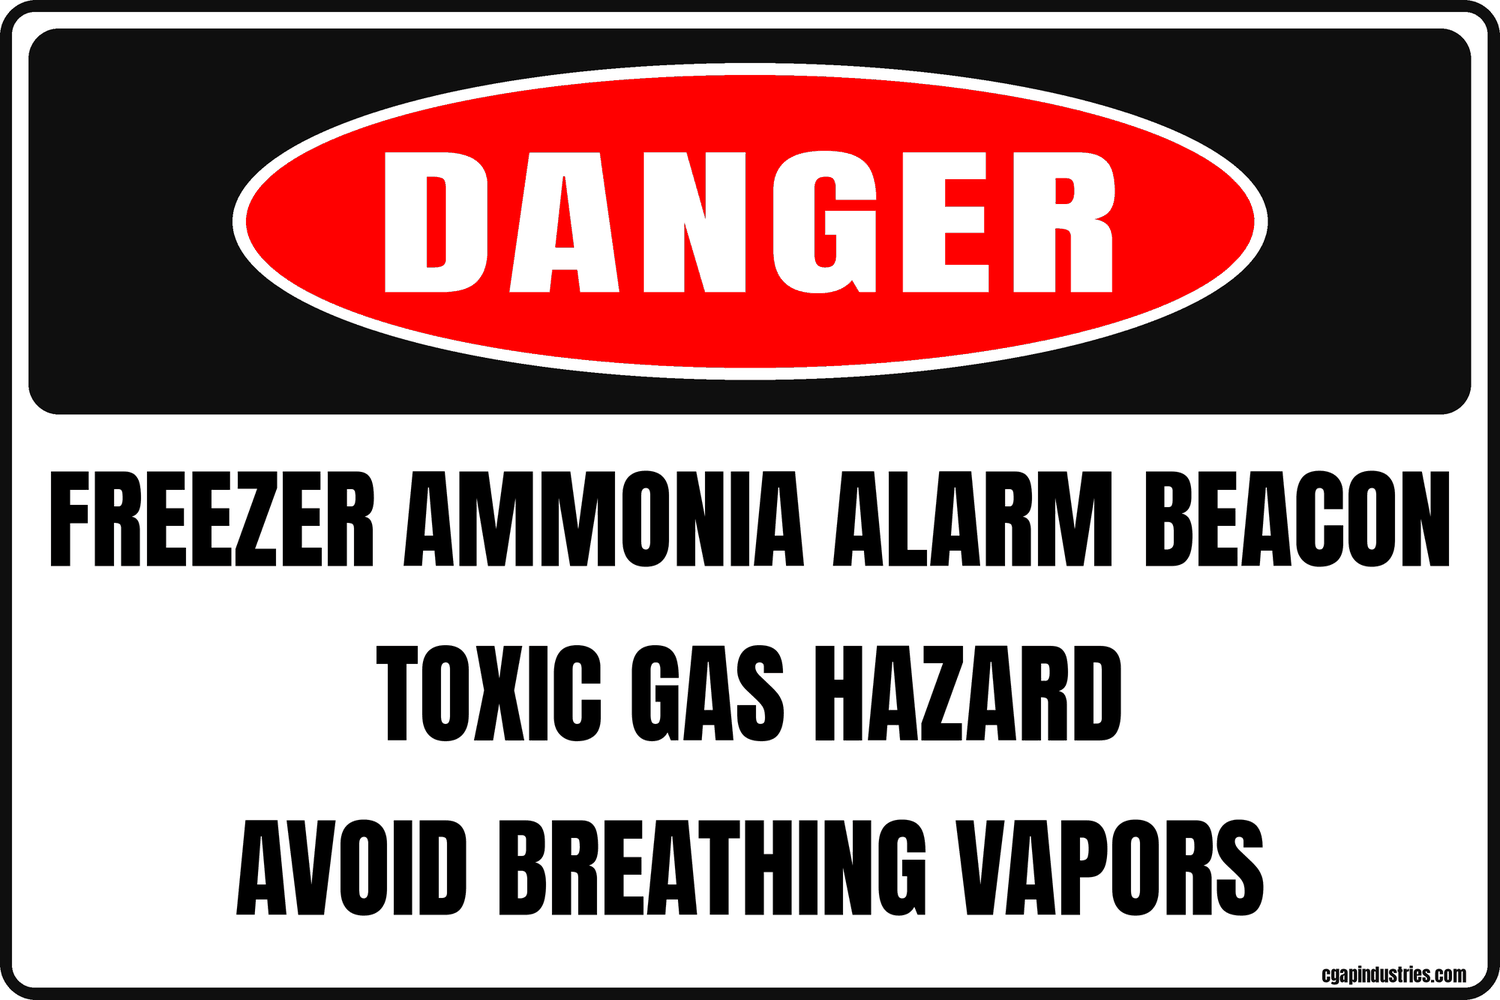 DANGER
FREEZER AMMONIA ALARM BEACON
TOXIC GAS HAZARD
AVOID BREATHING VAPORS
cgapindustries.com